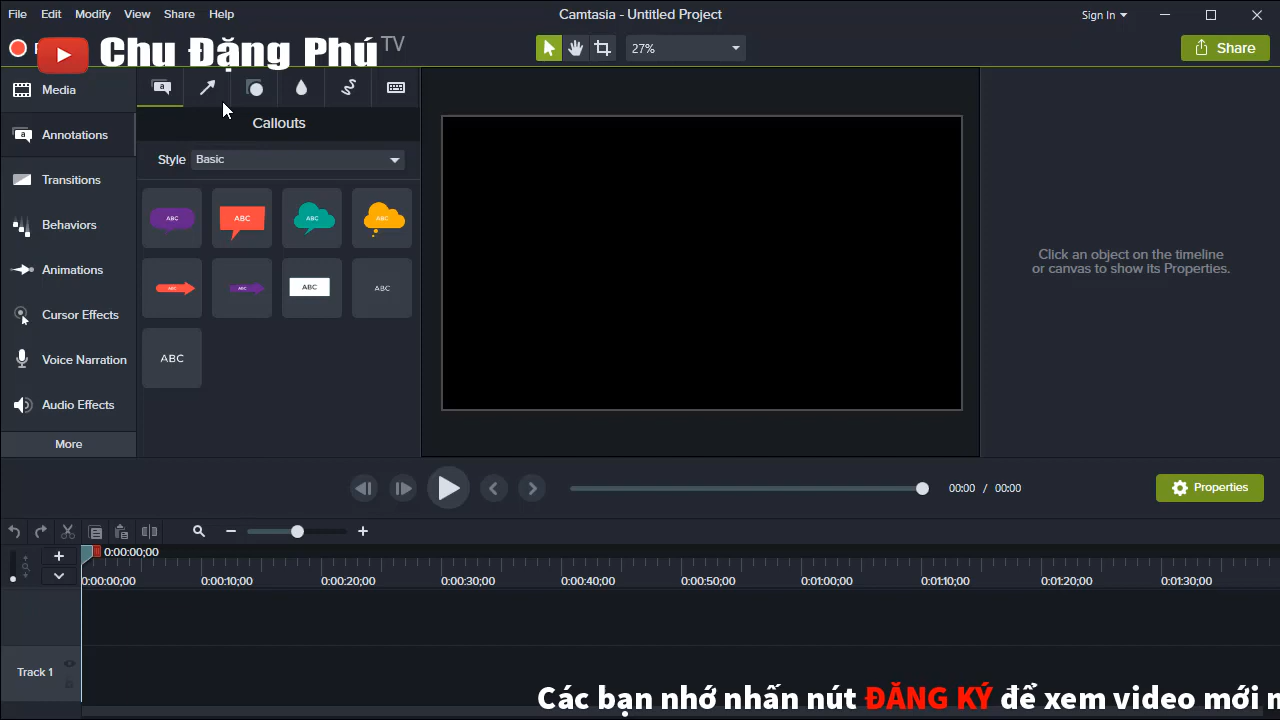 File Edit Modify View Share Help
Camtasia - Untitled Project
Sign In
Chu Đặng Phú TV
27%
Share
Media
Annotations
Transitions
Behaviors
Animations
Cursor Effects
Voice Narration
Audio Effects
More
a
Callouts
Style Basic
ABC ABC ABC ABC
ABC ABC ABC ABC
ABC
Click an object on the timeline
or canvas to show its Properties.
00:00 / 00:00
Properties
0:00:00;00
0:00:00;00 0:00:10;00 0:00:20;00 0:00:30;00 0:00:40;00 0:00:50;00 0:01:00;00 0:01:10;00 0:01:20;00 0:01:30;00
Track 1
Các bạn nhớ nhấn nút ĐĂNG KÝ để xem video mới